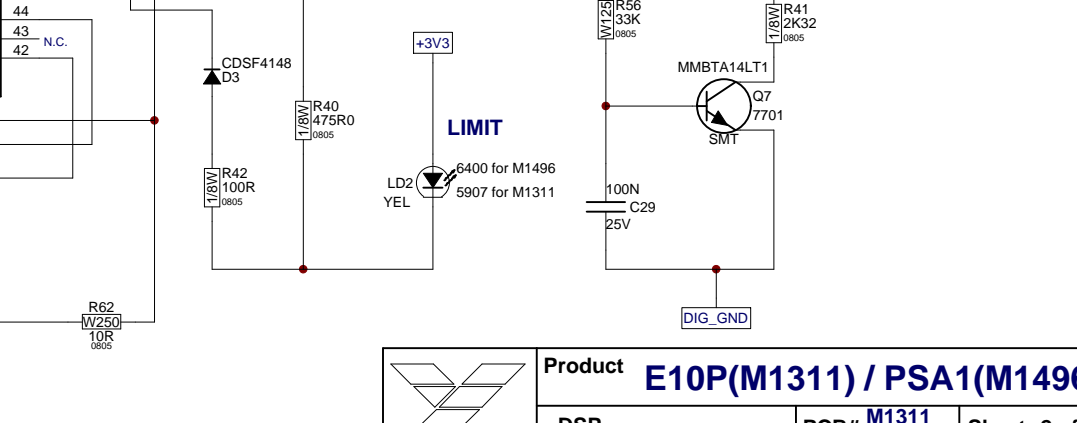 44
43
N.C.
42
CDSF4148
D3
+3V3
R56
33K
W125
0805
R41
2K32
1/8W
0805
MMBTA14LT1
Q7
7701
SMT
R40
475R0
1/8W
0805
LIMIT
R42
100R
1/8W
0805
LD2
YEL
6400 for M1496
5907 for M1311
100N
C29
25V
R62
W250
10R
0805
DIG_GND
Product
E10P(M1311) / PSA1(M1496
M1311